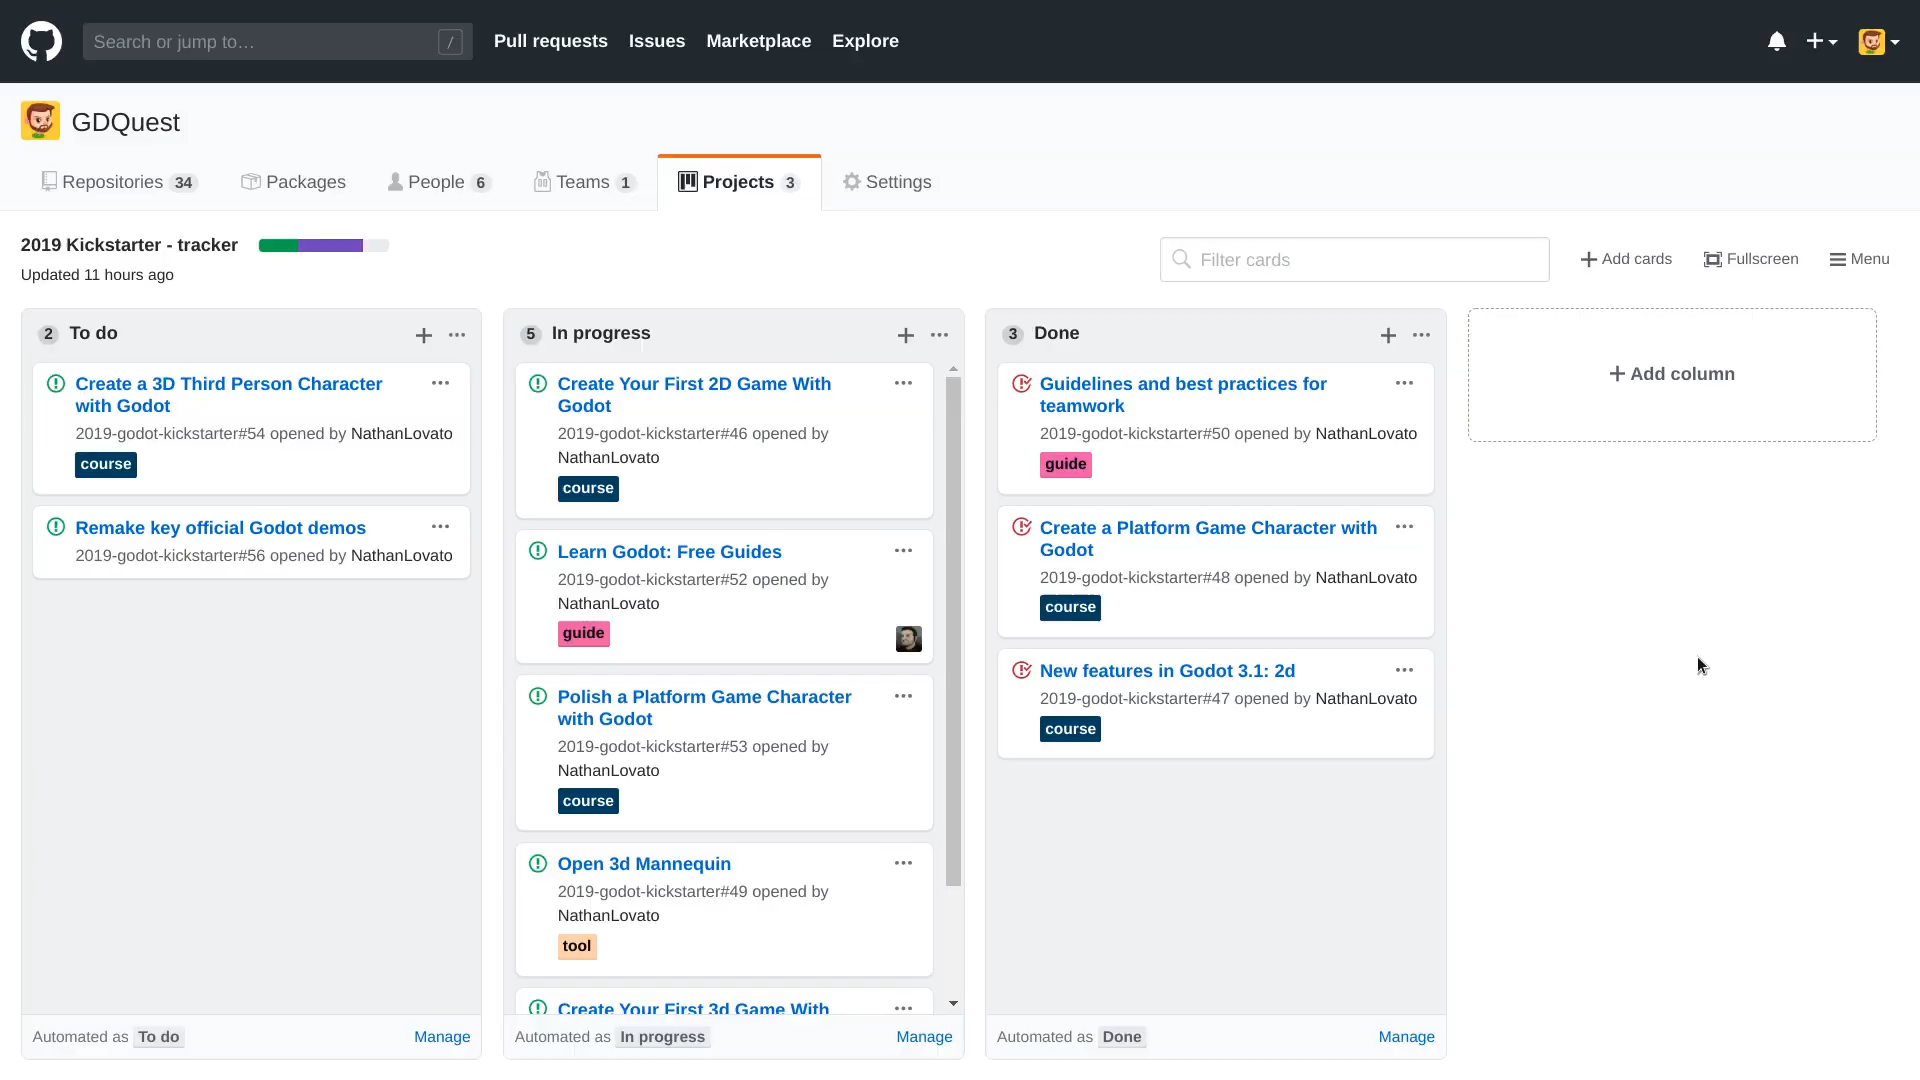 Search or jump to… /
Pull requests Issues Marketplace Explore
GDQuest
Repositories 34 Packages People 6 Teams 1 Projects 3 Settings
2019 Kickstarter - tracker
Updated 11 hours ago
Filter cards
Add cards Fullscreen Menu
2 To do
Create a 3D Third Person Character
with Godot
2019-godot-kickstarter#54 opened by NathanLovato
course
Remake key official Godot demos
2019-godot-kickstarter#56 opened by NathanLovato
Automated as To do Manage
5 In progress
Create Your First 2D Game With
Godot
2019-godot-kickstarter#46 opened by
NathanLovato
course
Learn Godot: Free Guides
2019-godot-kickstarter#52 opened by
NathanLovato
guide
Polish a Platform Game Character
with Godot
2019-godot-kickstarter#53 opened by
NathanLovato
course
Open 3d Mannequin
2019-godot-kickstarter#49 opened by
NathanLovato
tool
Create Your First 3d Game With
Automated as In progress Manage
3 Done
Guidelines and best practices for
teamwork
2019-godot-kickstarter#50 opened by NathanLovato
guide
Create a Platform Game Character with
Godot
2019-godot-kickstarter#48 opened by NathanLovato
course
New features in Godot 3.1: 2d
2019-godot-kickstarter#47 opened by NathanLovato
course
Automated as Done Manage
Add column